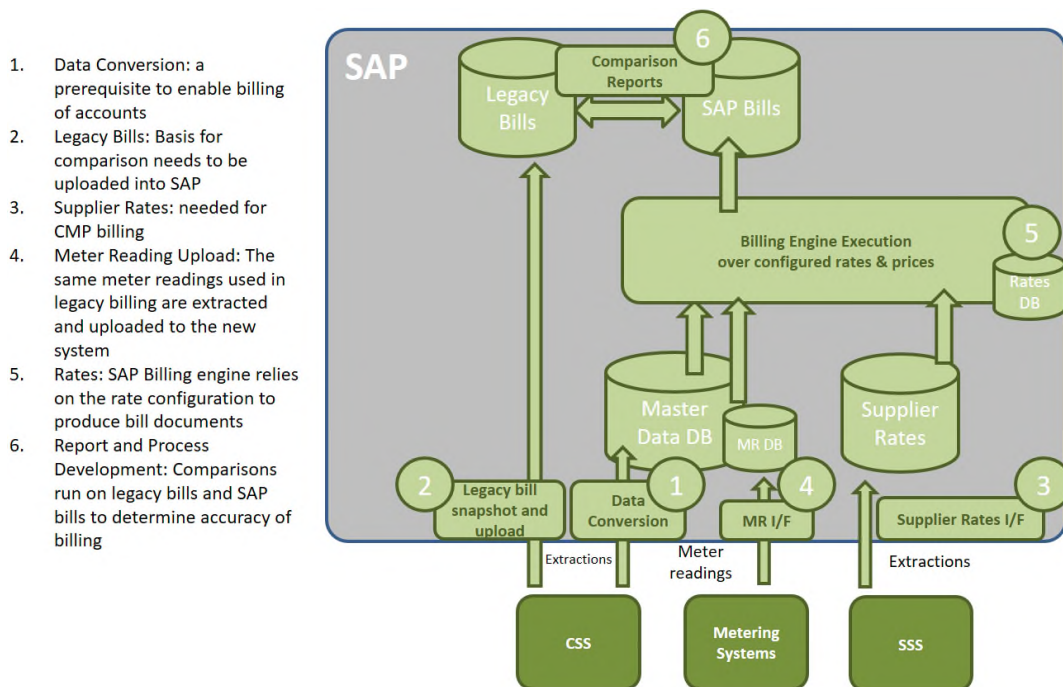 1. Data Conversion: a
prerequisite to enable billing
of accounts
2. Legacy Bills: Basis for
comparison needs to be
uploaded into SAP
3. Supplier Rates: needed for
CMP billing
4. Meter Reading Upload: The
same meter readings used in
legacy billing are extracted
and uploaded to the new
system
5. Rates: SAP Billing engine relies
on the rate configuration to
produce bill documents
6. Report and Process
Development: Comparisons
run on legacy bills and SAP
bills to determine accuracy of
billing
SAP
6
Comparison
Reports
Legacy
Bills
SAP Bills
5
Billing Engine Execution
over configured rates & prices
Rates
DB
Master
Data DB
MR DB
Supplier
Rates
2
Legacy bill
snapshot and
upload
1
Data
Conversion
4
MR I/F
3
Supplier Rates I/F
Extractions
Meter
readings
Extractions
CSS
Metering
Systems
SSS